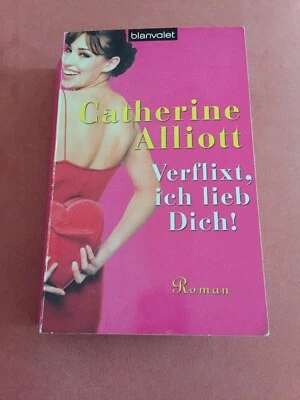 blanvalet
Catherine
Alliott
Verflixt,
ich lieb
Dich!
Roman